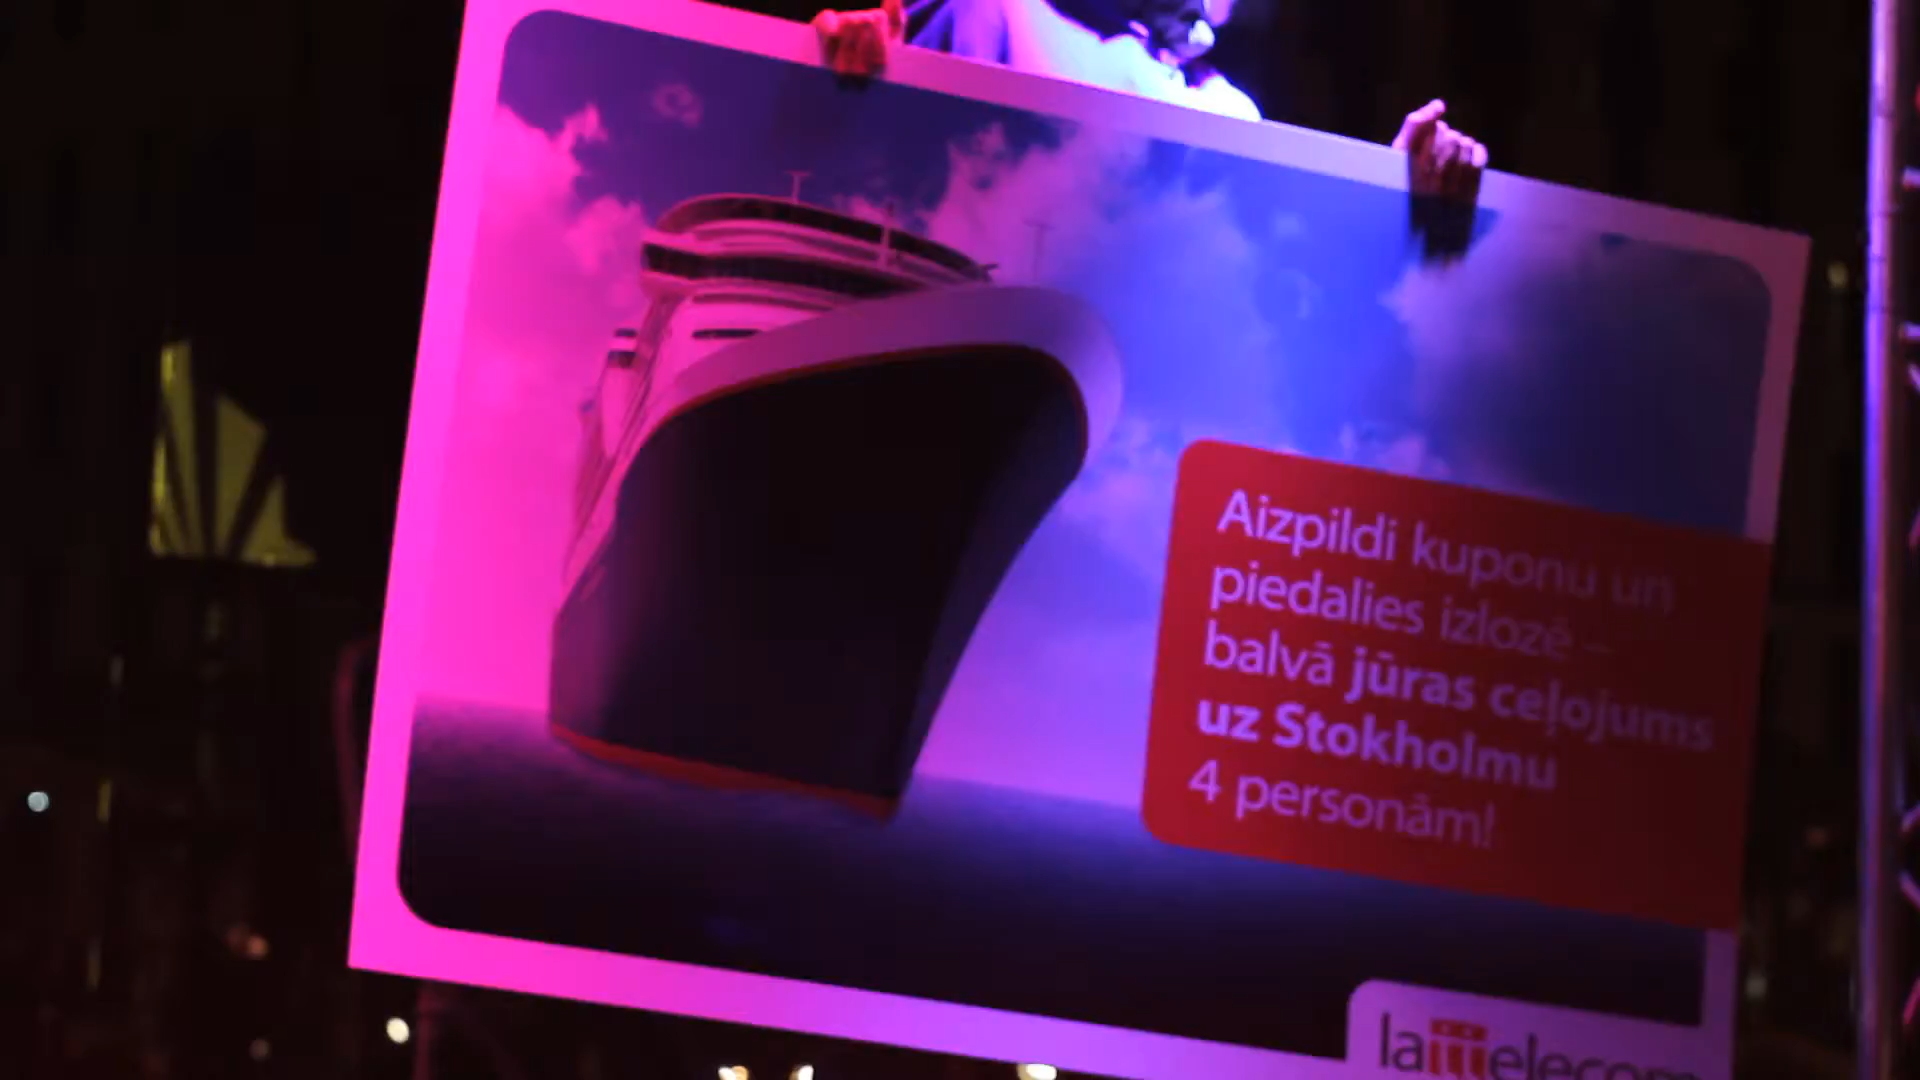 Aizpildi kuponu un
piedalies izlozē –
balvā jūras ceļojums
uz Stokholmu
4 personām!
lattelecom